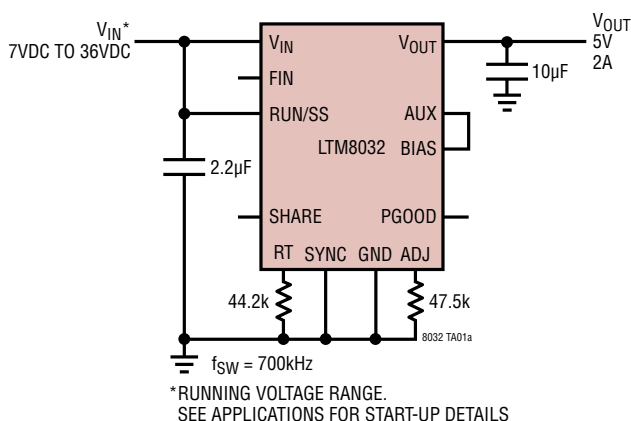 VIN*
7VDC TO 36VDC
VOUT
5V
2A
VIN
VOUT
10µF
FIN
RUN/SS
AUX
LTM8032
BIAS
2.2µF
SHARE
PGOOD
RT SYNC GND ADJ
44.2k
47.5k
8032 TA01a
fSW = 700kHz
*RUNNING VOLTAGE RANGE.
SEE APPLICATIONS FOR START-UP DETAILS